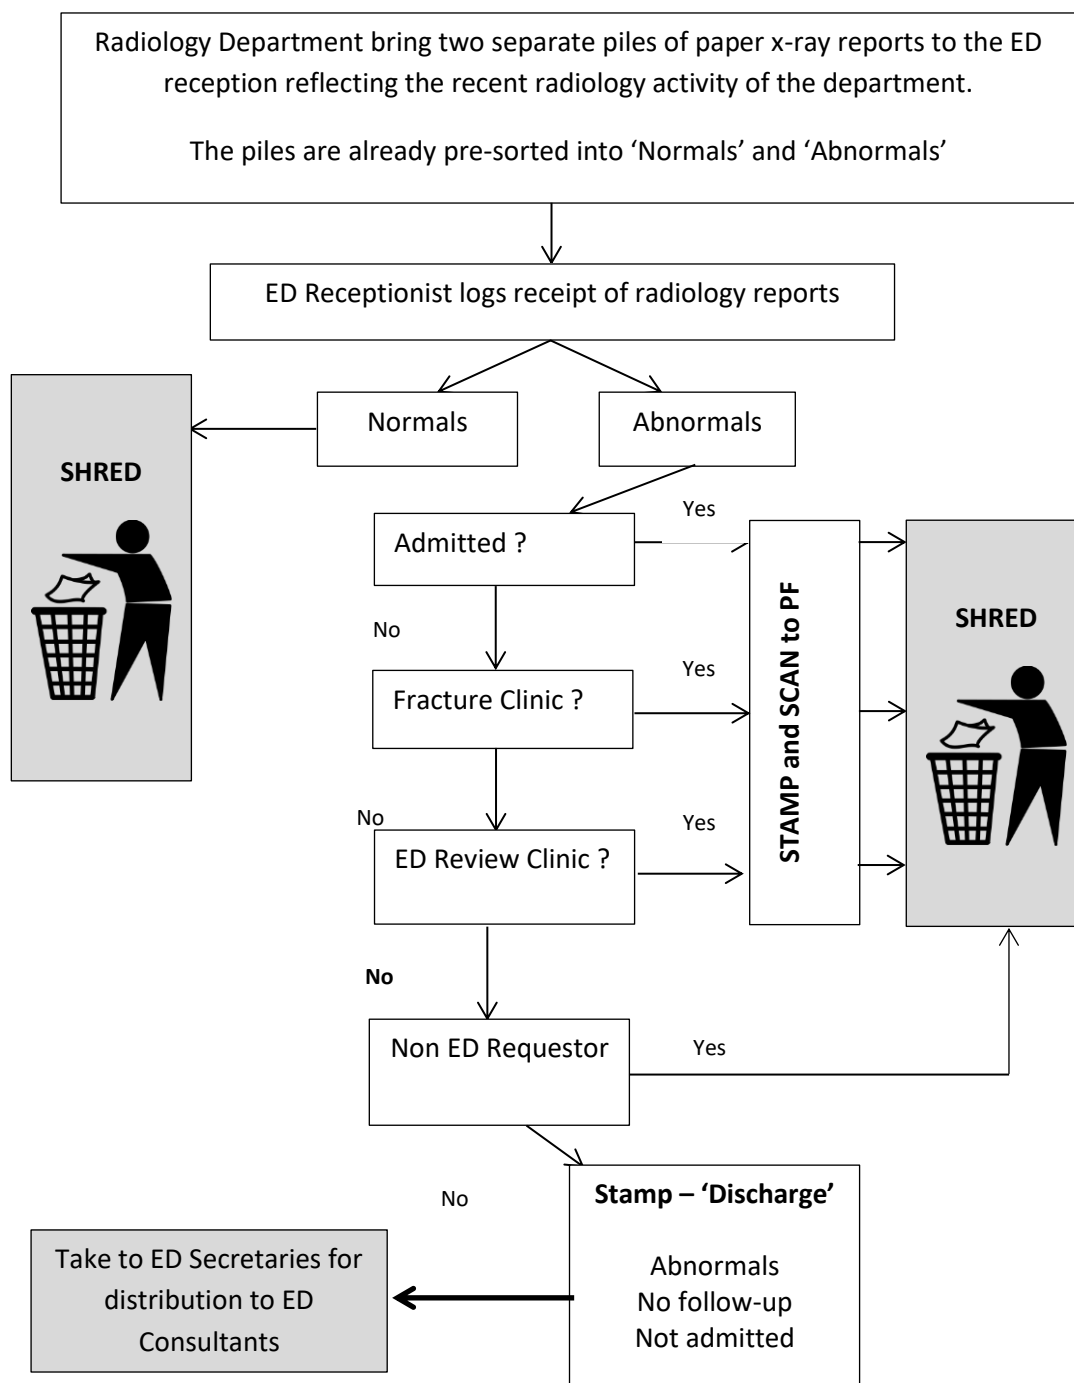 Radiology Department bring two separate piles of paper x-ray reports to the ED
reception reflecting the recent radiology activity of the department.
The piles are already pre-sorted into ‘Normals’ and ‘Abnormals’
ED Receptionist logs receipt of radiology reports
Normals
Abnormals
SHRED
Admitted ?
Yes
No
Fracture Clinic ?
Yes
No
ED Review Clinic ?
Yes
STAMP and SCAN to PF
SHRED
No
Non ED Requestor
Yes
No
Stamp – ‘Discharge’
Abnormals
No follow-up
Not admitted
Take to ED Secretaries for
distribution to ED
Consultants